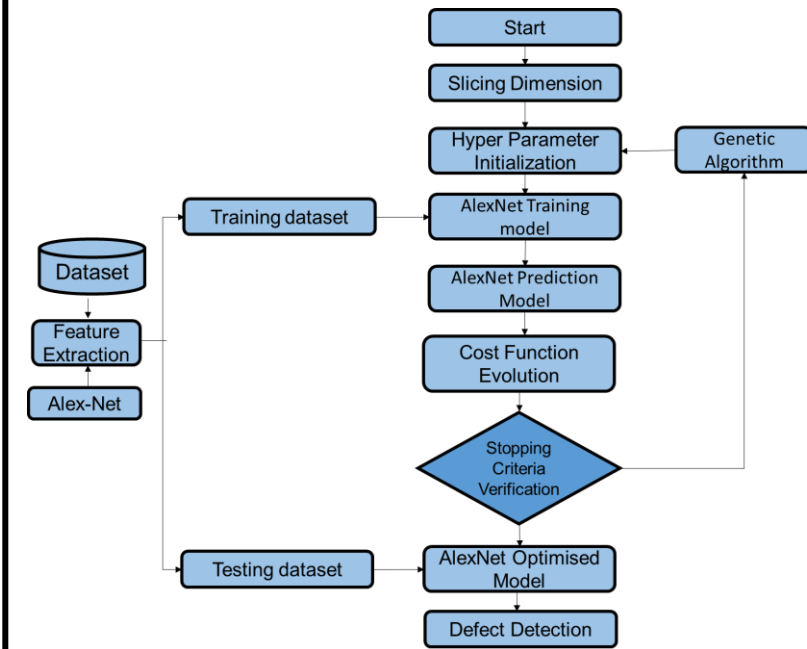 Start
Slicing Dimension
Hyper Parameter
Initialization
Genetic
Algorithm
Training dataset
AlexNet Training
model
Dataset
AlexNet Prediction
Model
Feature
Extraction
Cost Function
Evolution
Alex-Net
Stopping
Criteria
Verification
Testing dataset
AlexNet Optimised
Model
Defect Detection